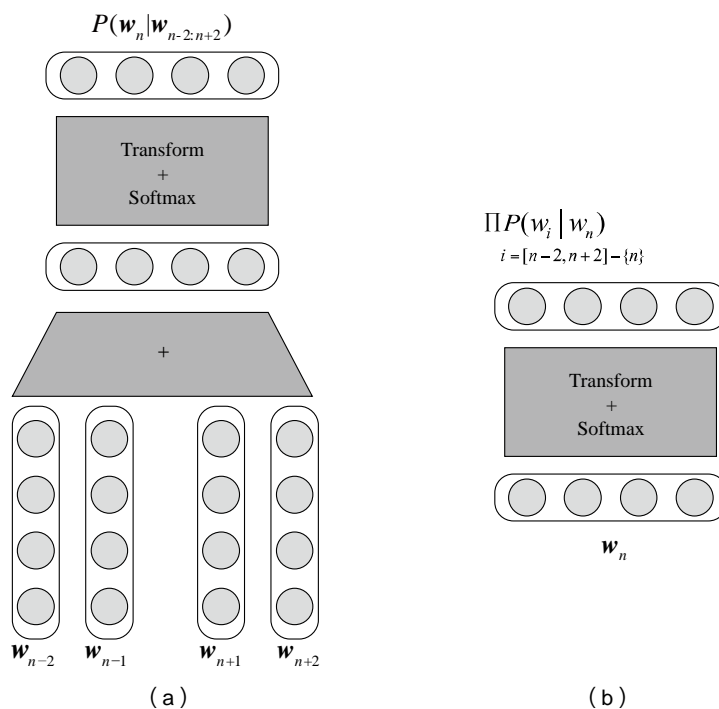 P(w_n|w_{n-2:n+2})
Transform
+
Softmax
+
w_{n−2} w_{n−1} w_{n+1} w_{n+2}
(a)
ΠP(w_i|w_n)
i=[n−2,n+2]−{n}
Transform
+
Softmax
w_n
(b)